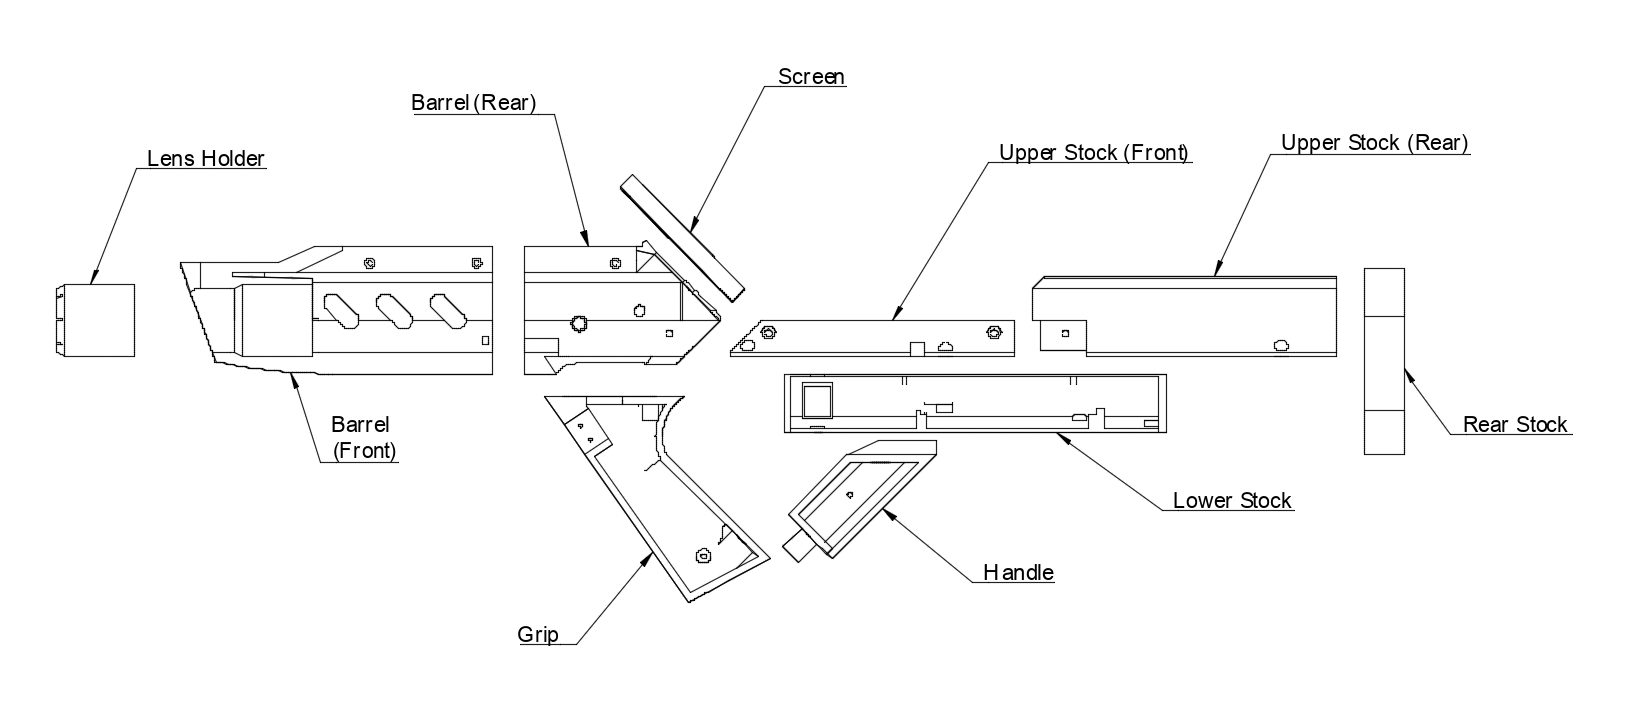 Screen
Barrel (Rear)
Upper Stock (Rear)
Upper Stock (Front)
Lens Holder
Barrel
(Front)
Rear Stock
Lower Stock
Handle
Grip